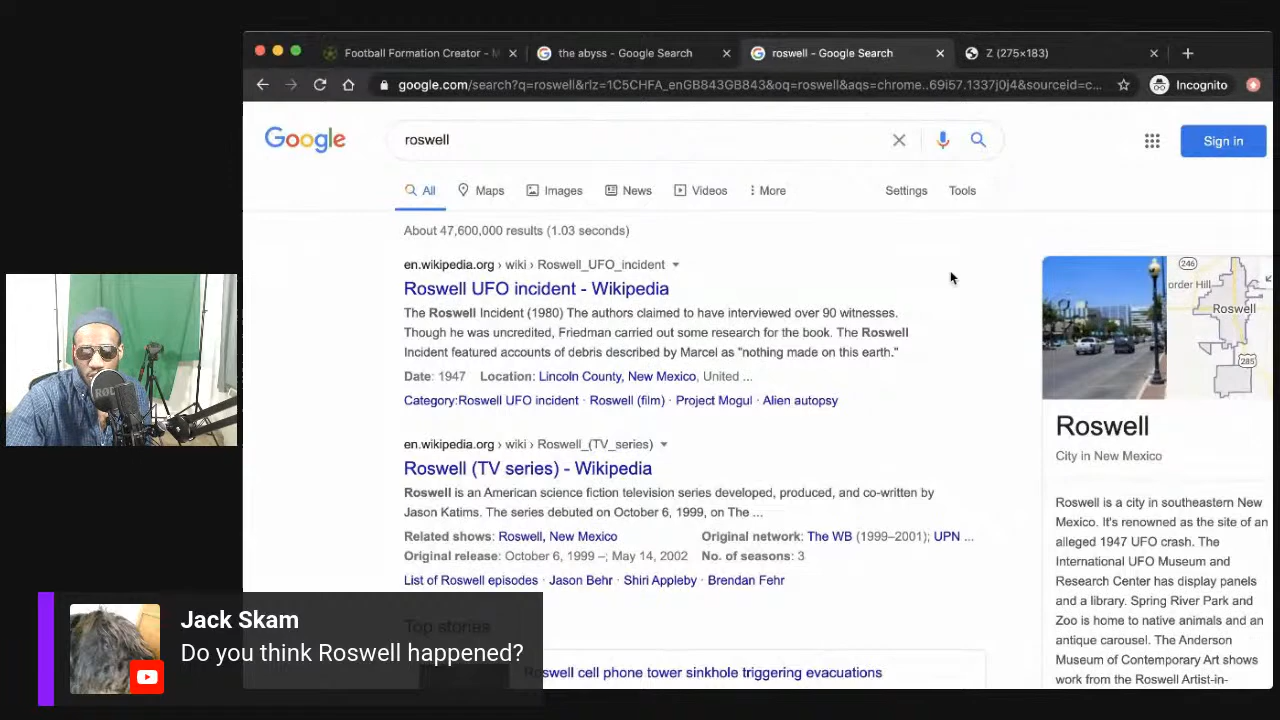 Football Formation Creator - M
the abyss - Google Search
roswell - Google Search
Z (275×183)
google.com/search?q=roswell&rlz=1C5CHFA_enGB843GB843&oq=roswell&aqs=chrome..69i57.1337j0j4&sourceid=c...
Incognito
Google
roswell
Sign in
All
Maps
Images
News
Videos
More
Settings
Tools
About 47,600,000 results (1.03 seconds)
en.wikipedia.org › wiki › Roswell_UFO_incident
Roswell UFO incident - Wikipedia
The Roswell Incident (1980) The authors claimed to have interviewed over 90 witnesses.
Though he was uncredited, Friedman carried out some research for the book. The Roswell
Incident featured accounts of debris described by Marcel as "nothing made on this earth."
Date: 1947 Location: Lincoln County, New Mexico, United ...
Category:Roswell UFO incident · Roswell (film) · Project Mogul · Alien autopsy
en.wikipedia.org › wiki › Roswell_(TV_series)
Roswell (TV series) - Wikipedia
Roswell is an American science fiction television series developed, produced, and co-written by
Jason Katims. The series debuted on October 6, 1999, on The ...
Related shows: Roswell, New Mexico
Original network: The WB (1999–2001); UPN ...
Original release: October 6, 1999 –; May 14, 2002
No. of seasons: 3
List of Roswell episodes · Jason Behr · Shiri Appleby · Brendan Fehr
Top stories
Roswell cell phone tower sinkhole triggering evacuations
246
order Hill
Roswell
285
Roswell
City in New Mexico
Roswell is a city in southeastern New
Mexico. It's renowned as the site of an
alleged 1947 UFO crash. The
International UFO Museum and
Research Center has display panels
and a library. Spring River Park and
Zoo is home to native animals and an
antique carousel. The Anderson
Museum of Contemporary Art shows
work from the Roswell Artist-in-
RODE
Jack Skam
Do you think Roswell happened?